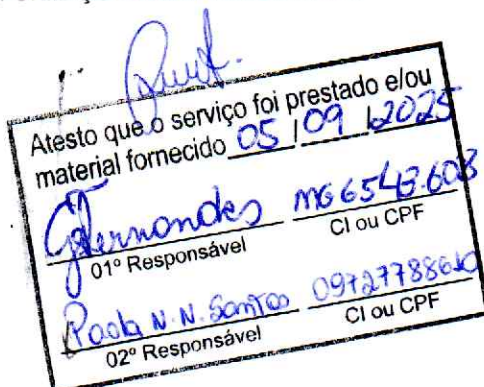 Atesto que o serviço foi prestado e/ou
material fornecido 05 / 09 / 2025
Fernandes MG 6543.608
01º Responsável CI ou CPF
Paola N. N. Santos
02º Responsável CI ou CPF